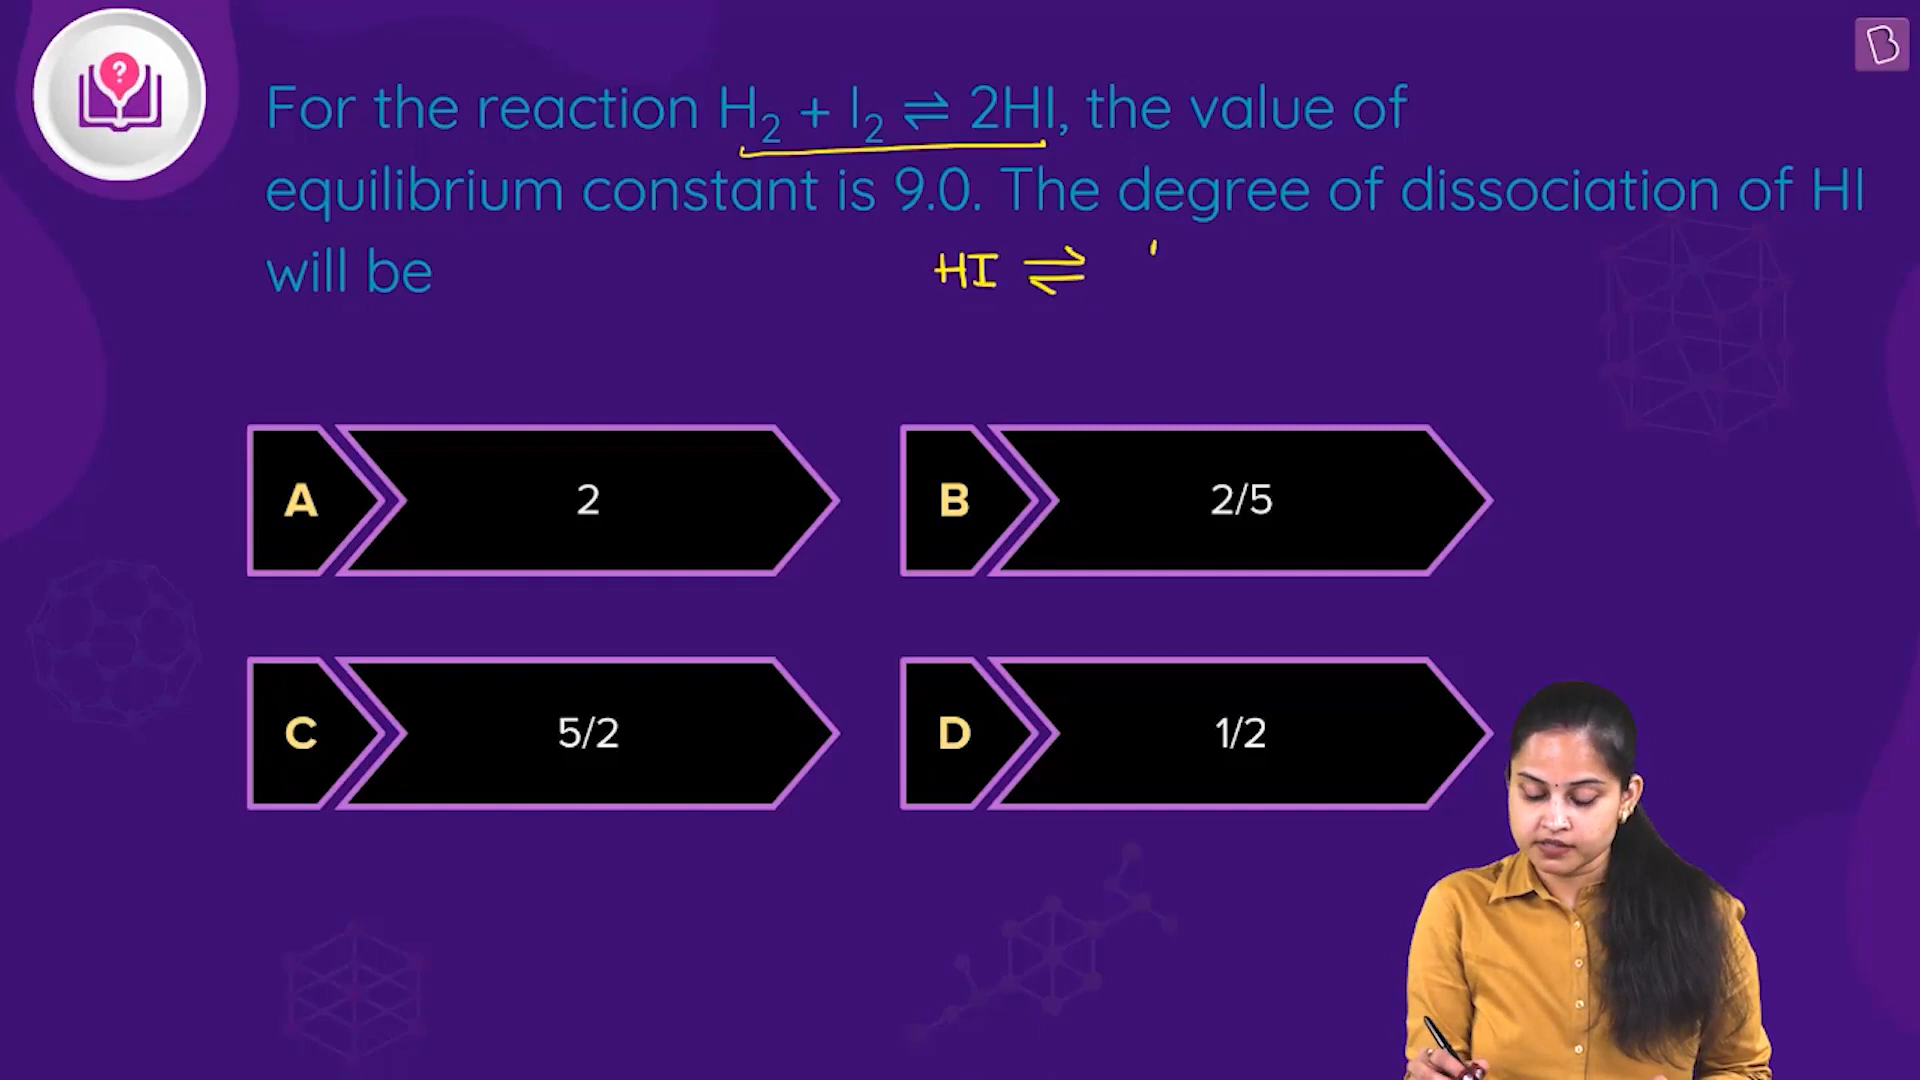 ?
B
For the reaction H₂ + I₂ ⇌ 2HI, the value of
equilibrium constant is 9.0. The degree of dissociation of HI
will be
HI ⇌ '
A 2
B 2/5
C 5/2
D 1/2